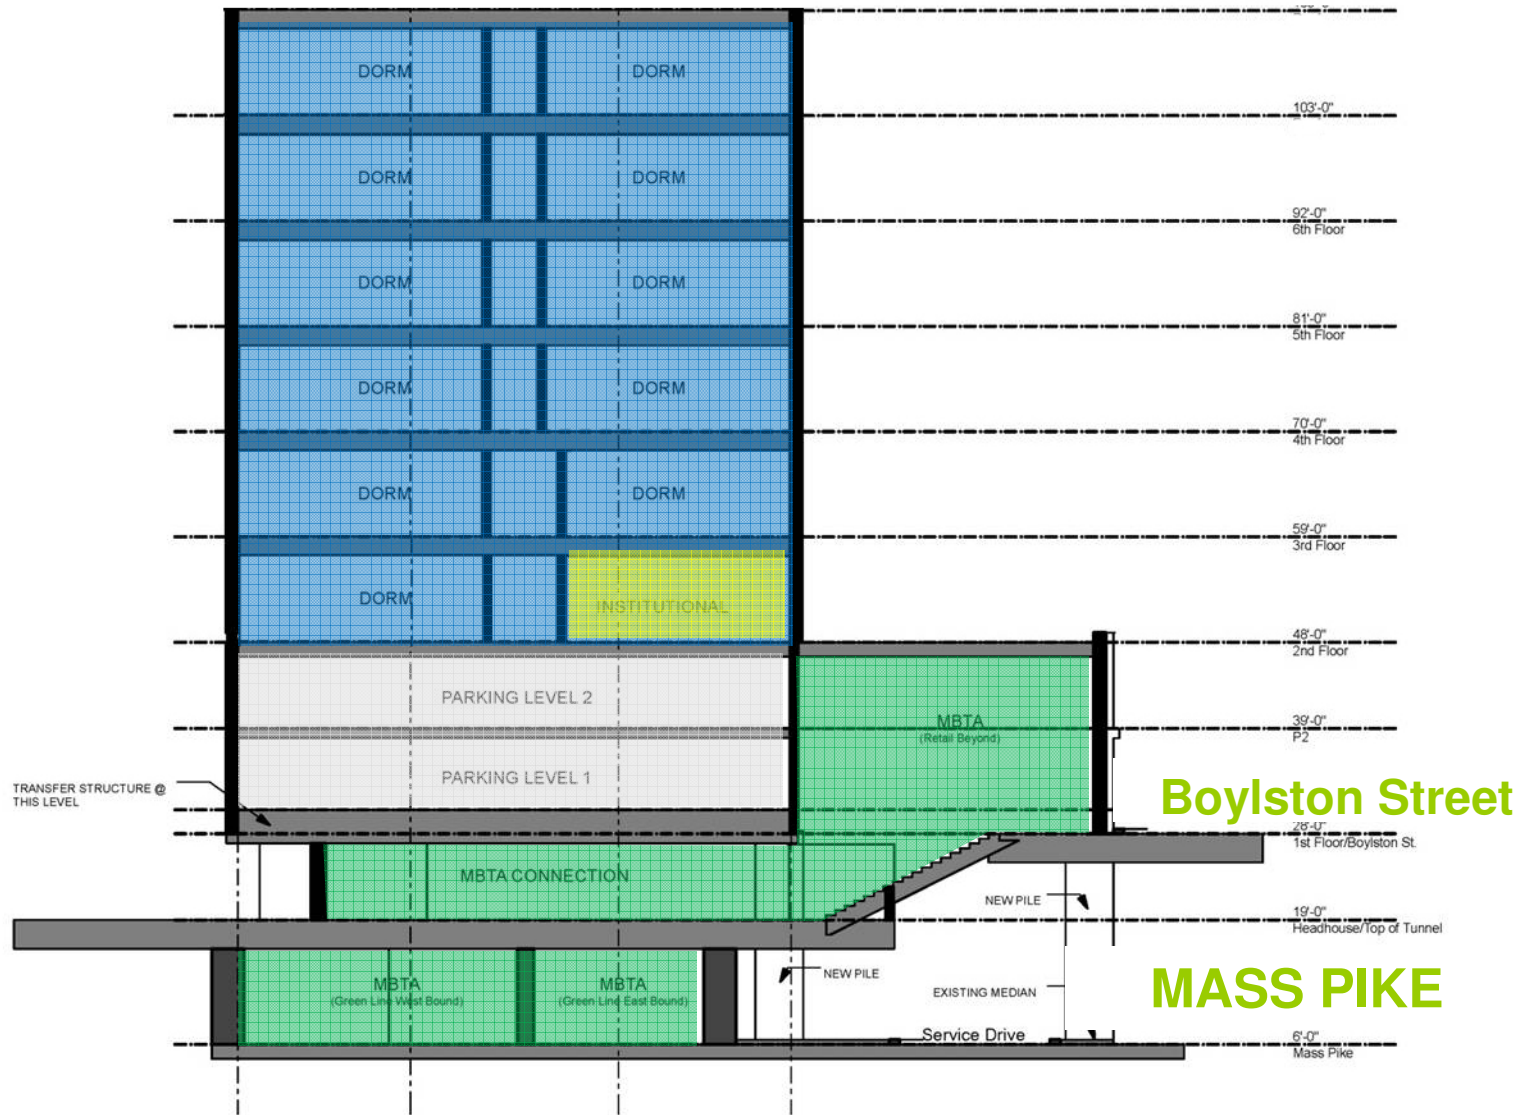 DORM DORM
103'-0"
DORM DORM
92'-0"
6th Floor
DORM DORM
81'-0"
5th Floor
DORM DORM
70'-0"
4th Floor
DORM DORM
59'-0"
3rd Floor
DORM INSTITUTIONAL
48'-0"
2nd Floor
PARKING LEVEL 2
MBTA
(Retail Beyond)
39'-0"
P2
PARKING LEVEL 1
TRANSFER STRUCTURE @
THIS LEVEL
Boylston Street
28'-0"
1st Floor/Boylston St.
MBTA CONNECTION
NEW PILE
19'-0"
Headhouse/Top of Tunnel
MBTA
(Green Line West Bound)
MBTA
(Green Line East Bound)
NEW PILE
EXISTING MEDIAN
MASS PIKE
Service Drive
6'-0"
Mass Pike